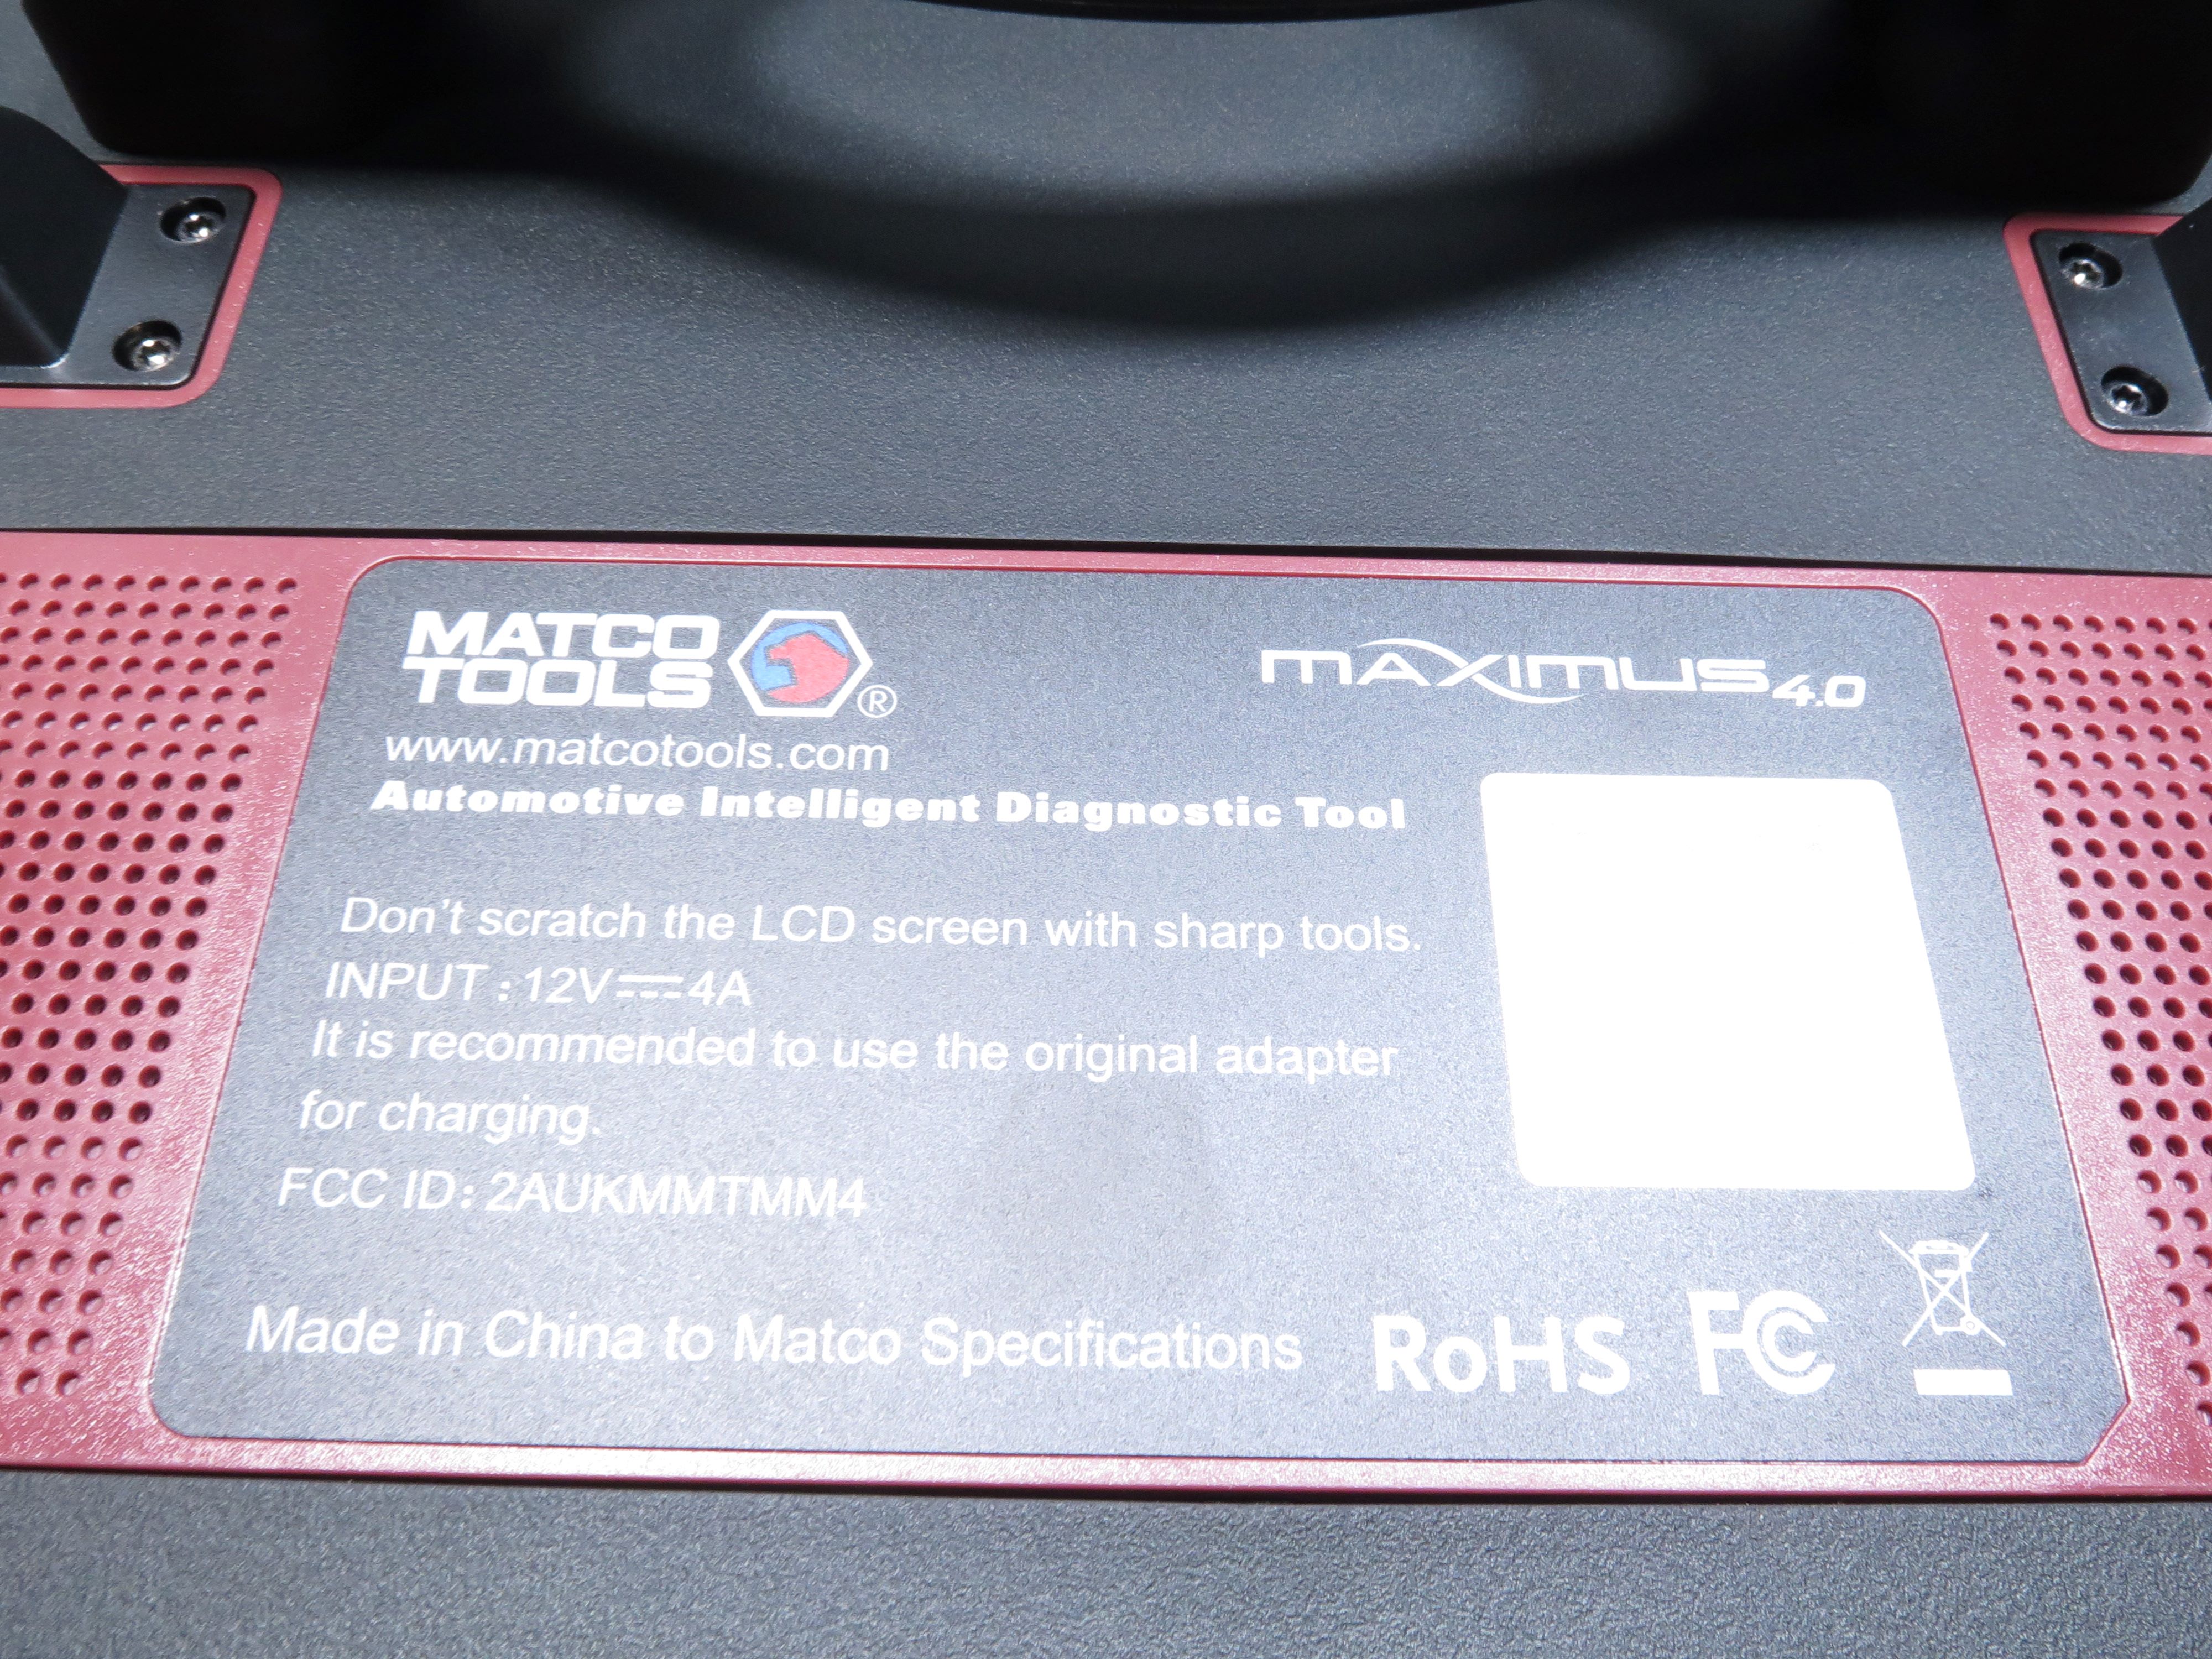 MATCO
TOOLS ®
MAXIMUS 4.0
www.matcotools.com
Automotive Intelligent Diagnostic Tool
Don't scratch the LCD screen with sharp tools.
INPUT : 12V⎓4A
It is recommended to use the original adapter
for charging.
FCC ID: 2AUKMMTMM4
Made in China to Matco Specifications
RoHS FC